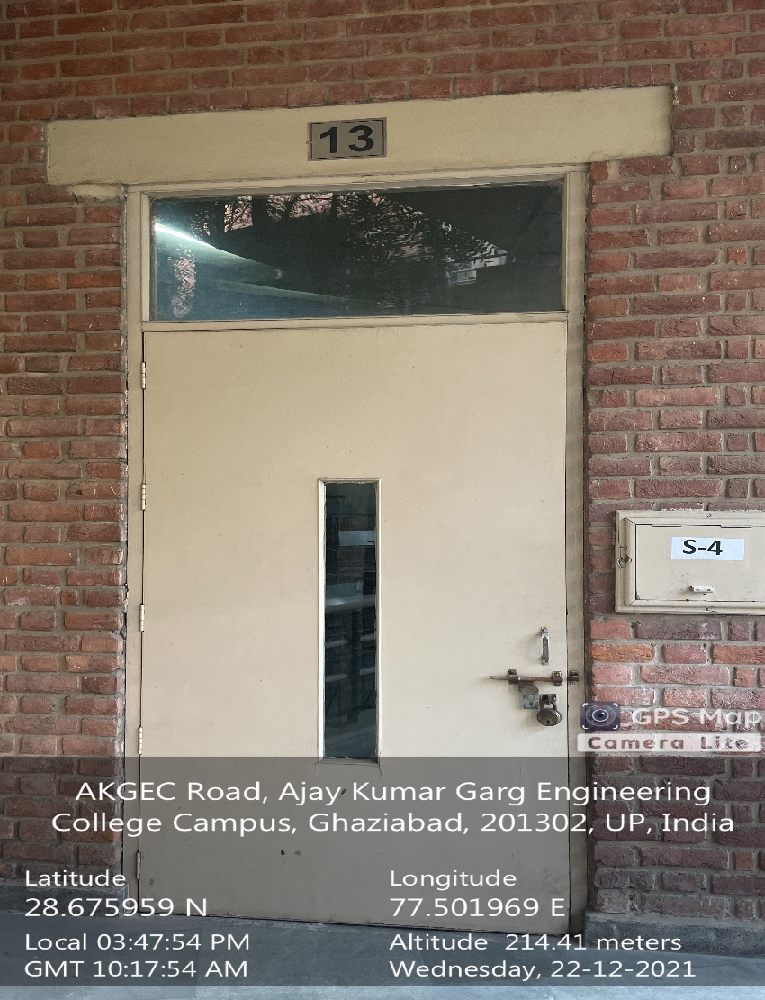 13
S-4
GPS Map
Camera Lite
AKGEC Road, Ajay Kumar Garg Engineering
College Campus, Ghaziabad, 201302, UP, India
Latitude
28.675959 N
Longitude
77.501969 E
Local 03:47:54 PM
GMT 10:17:54 AM
Altitude 214.41 meters
Wednesday, 22-12-2021